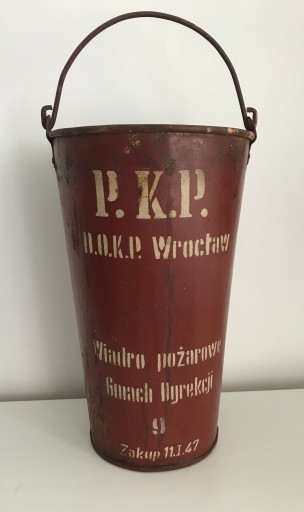 P.K.P.
D.O.K.P. Wrocław
Wiadro pożarowe
Gmach Dyrekcji
9
Zakup 11.I.47